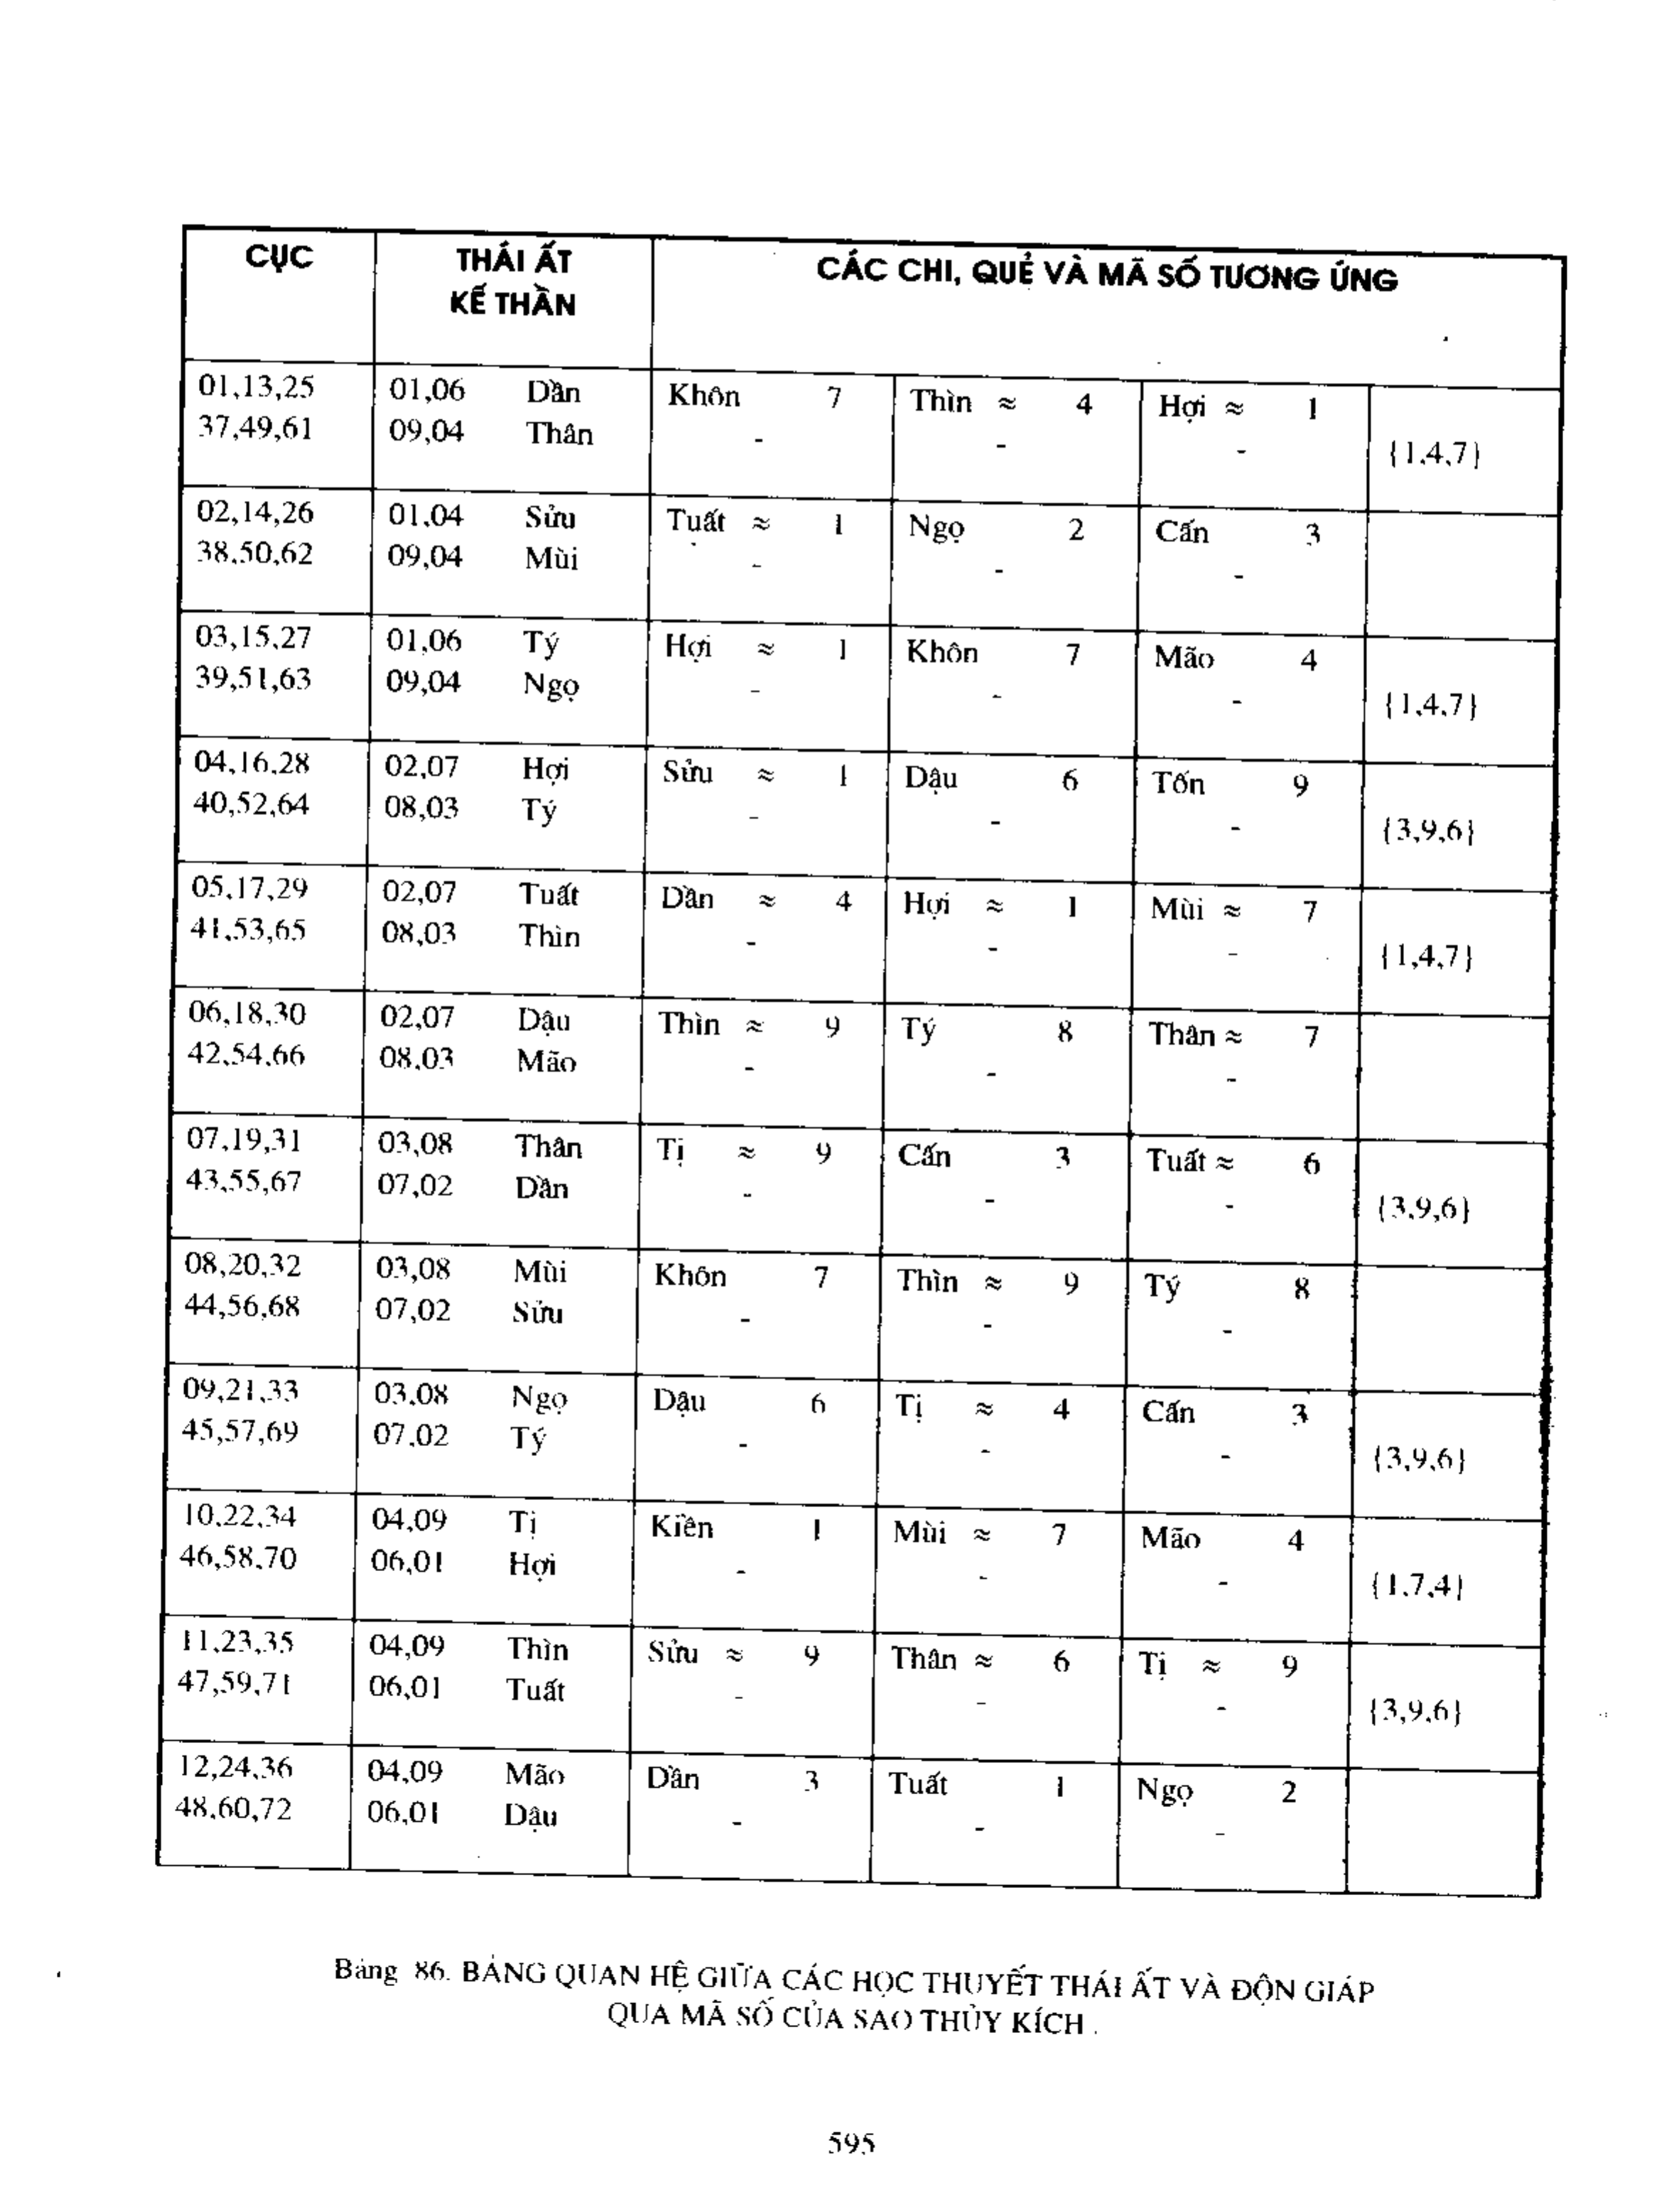 CỤC THÁI ẤT CÁC CHI, QUẺ VÀ MÃ SỐ TƯƠNG ỨNG
KẾ THẦN
01,13,25 01,06 Dần Khôn 7 Thìn ≈ 4 Hợi ≈ 1
37,49,61 09,04 Thân - - - {1,4,7}
02,14,26 01,04 Sửu Tuất ≈ 1 Ngọ 2 Cấn 3
38,50,62 09,04 Mùi - - -
03,15,27 01,06 Tý Hợi ≈ 1 Khôn 7 Mão 4
39,51,63 09,04 Ngọ - - - {1,4,7}
04,16,28 02,07 Hợi Sửu ≈ 1 Dậu 6 Tốn 9
40,52,64 08,03 Tý - - - {3,9,6}
05,17,29 02,07 Tuất Dần ≈ 4 Hợi ≈ 1 Mùi ≈ 7
41,53,65 08,03 Thìn - - - {1,4,7}
06,18,30 02,07 Dậu Thìn ≈ 9 Tý 8 Thân ≈ 7
42,54,66 08,03 Mão - - -
07,19,31 03,08 Thân Tị ≈ 9 Cấn 3 Tuất ≈ 6
43,55,67 07,02 Dần - - - {3,9,6}
08,20,32 03,08 Mùi Khôn 7 Thìn ≈ 9 Tý 8
44,56,68 07,02 Sửu - - -
09,21,33 03,08 Ngọ Dậu 6 Tị ≈ 4 Cấn 3
45,57,69 07,02 Tý - - - {3,9,6}
10,22,34 04,09 Tị Kiền 1 Mùi ≈ 7 Mão 4
46,58,70 06,01 Hợi - - - {1,7,4}
11,23,35 04,09 Thìn Sửu ≈ 9 Thân ≈ 6 Tị ≈ 9
47,59,71 06,01 Tuất - - - {3,9,6}
12,24,36 04,09 Mão Dần 3 Tuất 1 Ngọ 2
48,60,72 06,01 Dậu - - -
Bảng 86. BẢNG QUAN HỆ GIỮA CÁC HỌC THUYẾT THÁI ẤT VÀ ĐỘN GIÁP
QUA MÃ SỐ CỦA SAO THỦY KÍCH .
595